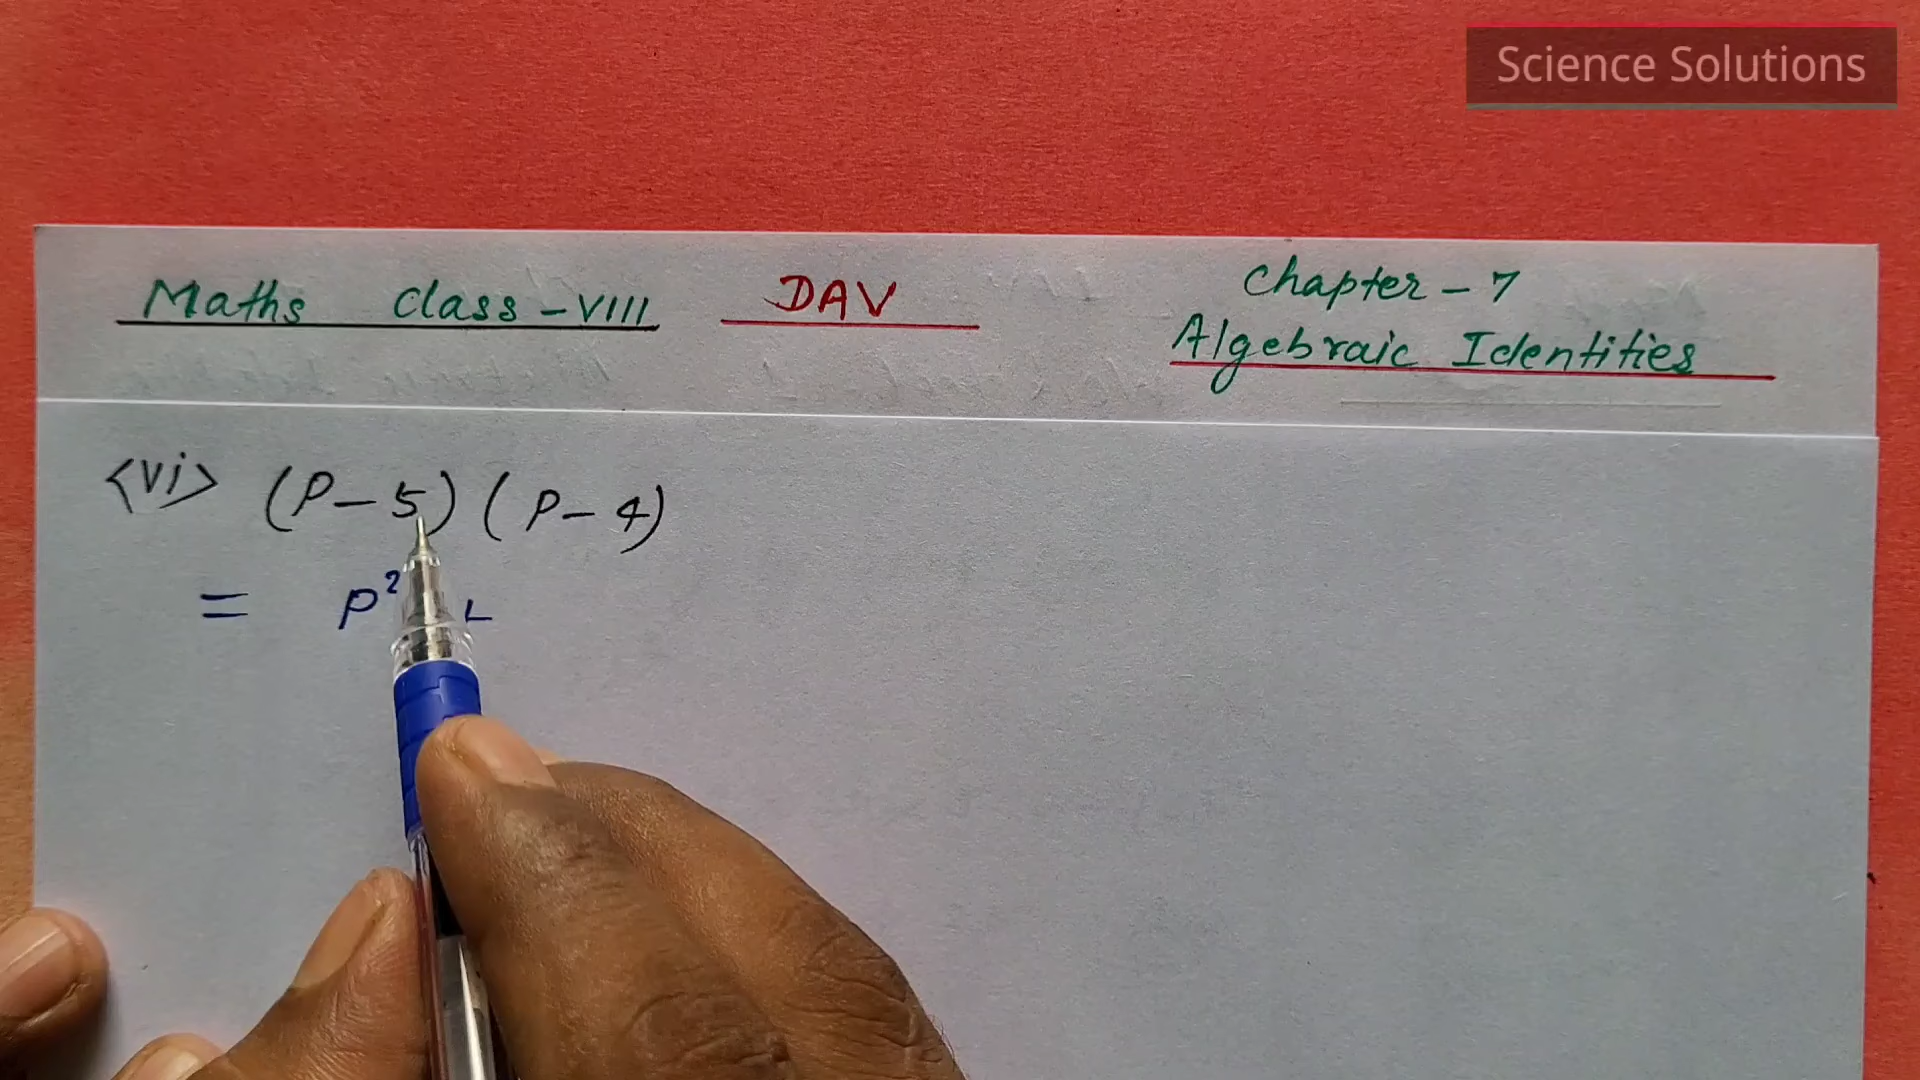 Science Solutions
Maths Class-VIII DAV Chapter-7
Algebraic Identities
<vi> (P-5)(P-4)
= P²